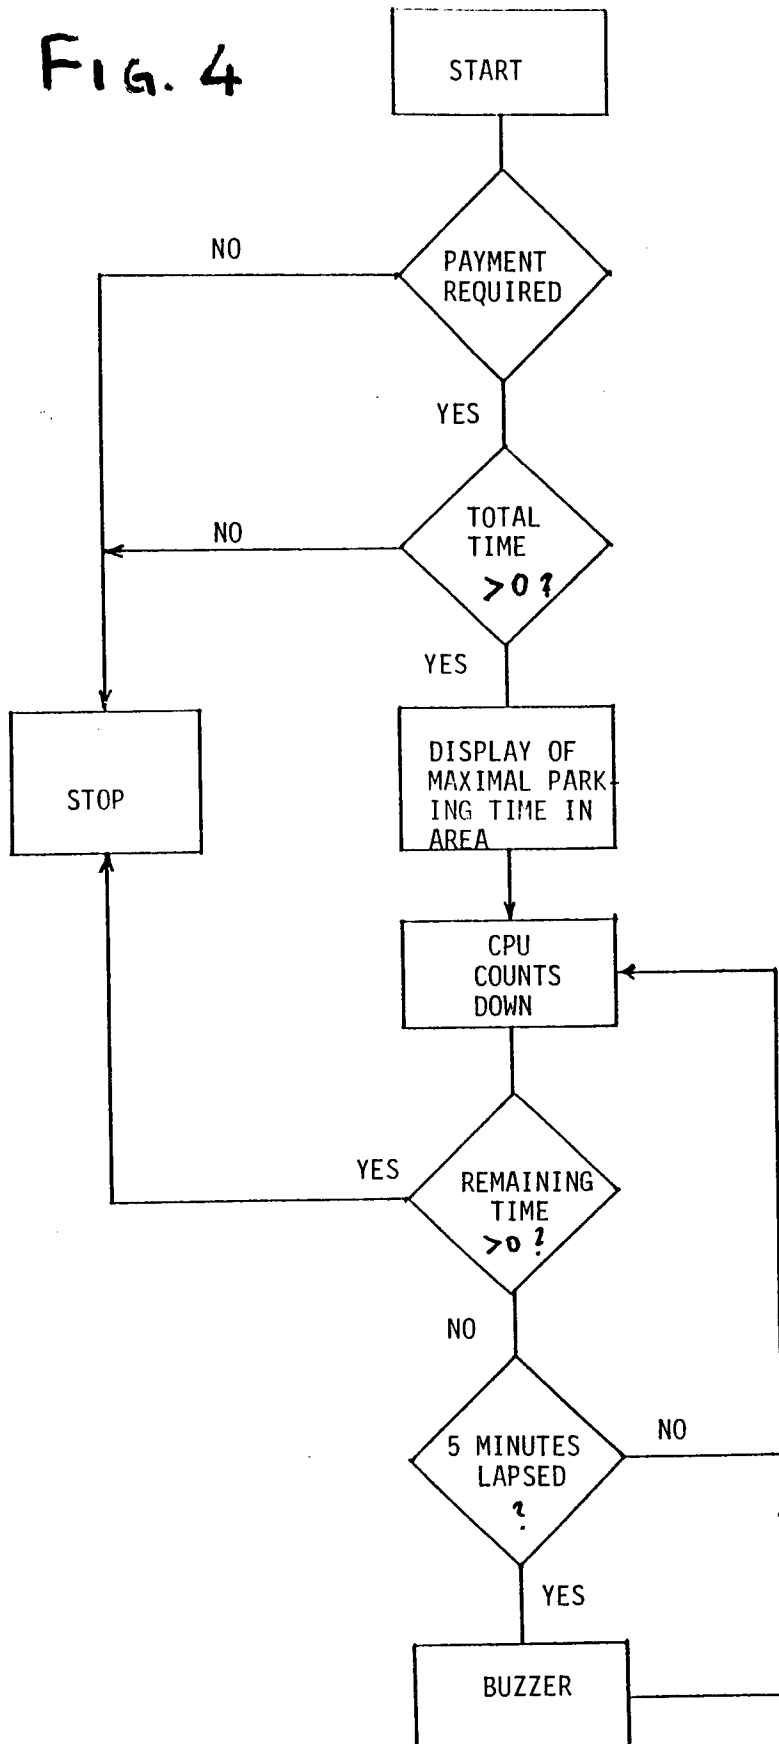 FIG. 4
START
NO
PAYMENT
REQUIRED
YES
TOTAL
TIME
>0?
NO
YES
DISPLAY OF
MAXIMAL PARK-
ING TIME IN
AREA
STOP
CPU
COUNTS
DOWN
YES
REMAINING
TIME
>0?
NO
5 MINUTES
LAPSED
?
NO
YES
BUZZER